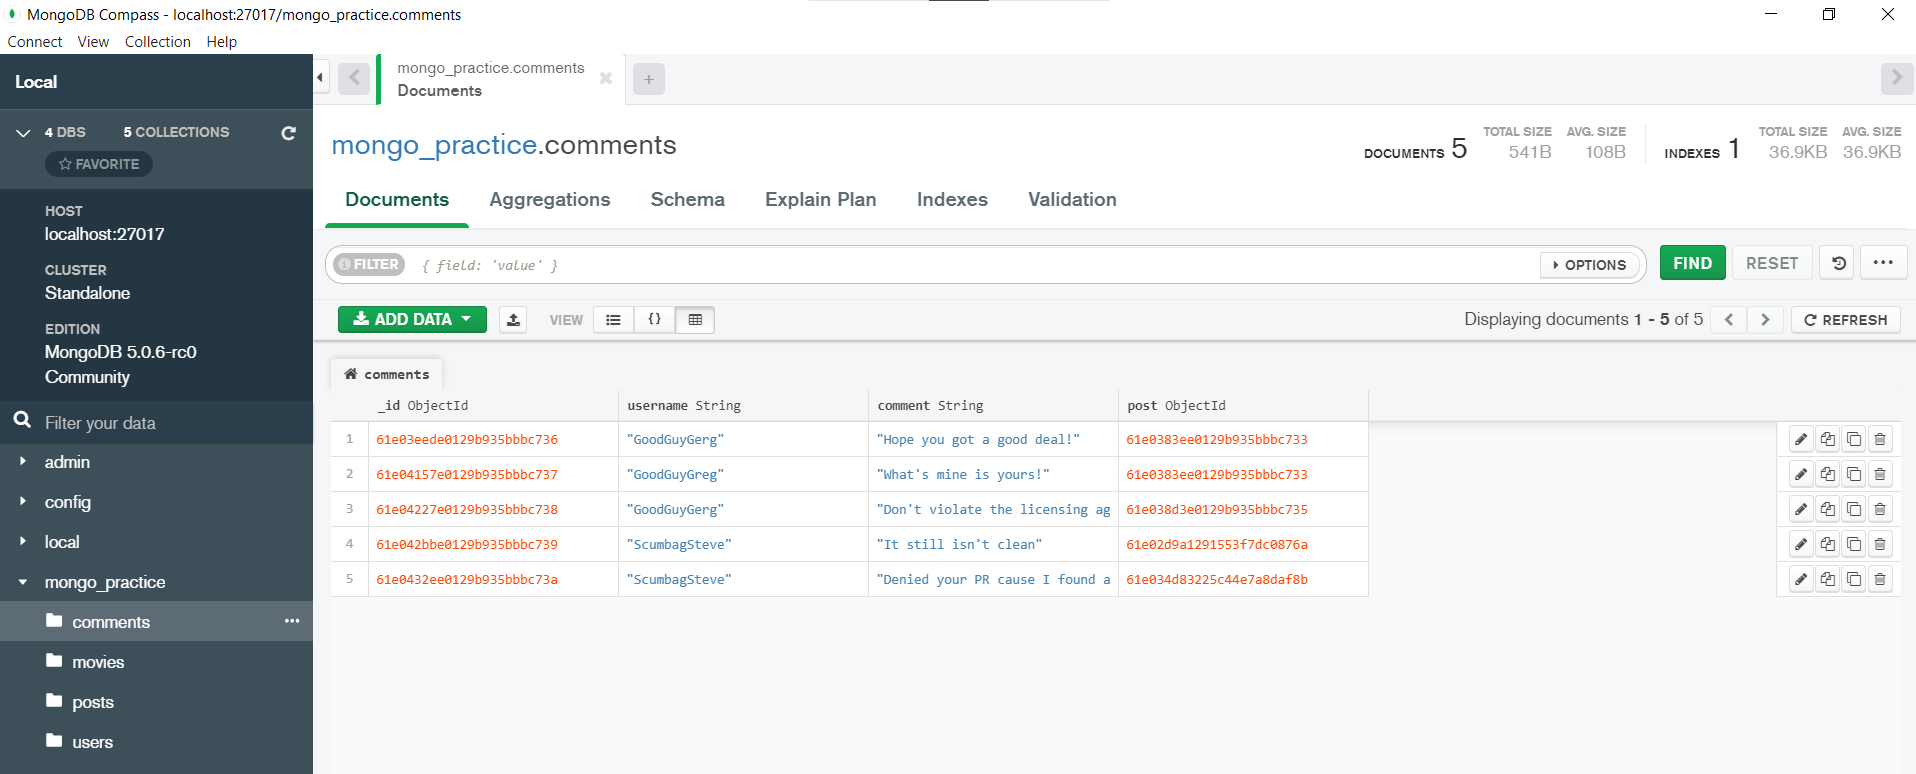 MongoDB Compass - localhost:27017/mongo_practice.comments
Connect View Collection Help
Local
4 DBS 5 COLLECTIONS
FAVORITE
HOST
localhost:27017
CLUSTER
Standalone
EDITION
MongoDB 5.0.6-rc0
Community
Filter your data
admin
config
local
mongo_practice
comments
movies
posts
users
mongo_practice.comments
Documents
mongo_practice.comments
DOCUMENTS 5 TOTAL SIZE 541B AVG. SIZE 108B INDEXES 1 TOTAL SIZE 36.9KB AVG. SIZE 36.9KB
Documents Aggregations Schema Explain Plan Indexes Validation
FILTER { field: 'value' } OPTIONS FIND RESET
ADD DATA VIEW {} Displaying documents 1 - 5 of 5 REFRESH
comments
_id ObjectId username String comment String post ObjectId
1 61e03eede0129b935bbbc736 "GoodGuyGerg" "Hope you got a good deal!" 61e0383ee0129b935bbbc733
2 61e04157e0129b935bbbc737 "GoodGuyGreg" "What's mine is yours!" 61e0383ee0129b935bbbc733
3 61e04227e0129b935bbbc738 "GoodGuyGerg" "Don't violate the licensing ag 61e038d3e0129b935bbbc735
4 61e042bbe0129b935bbbc739 "ScumbagSteve" "It still isn't clean" 61e02d9a1291553f7dc0876a
5 61e0432ee0129b935bbbc73a "ScumbagSteve" "Denied your PR cause I found a 61e034d83225c44e7a8daf8b